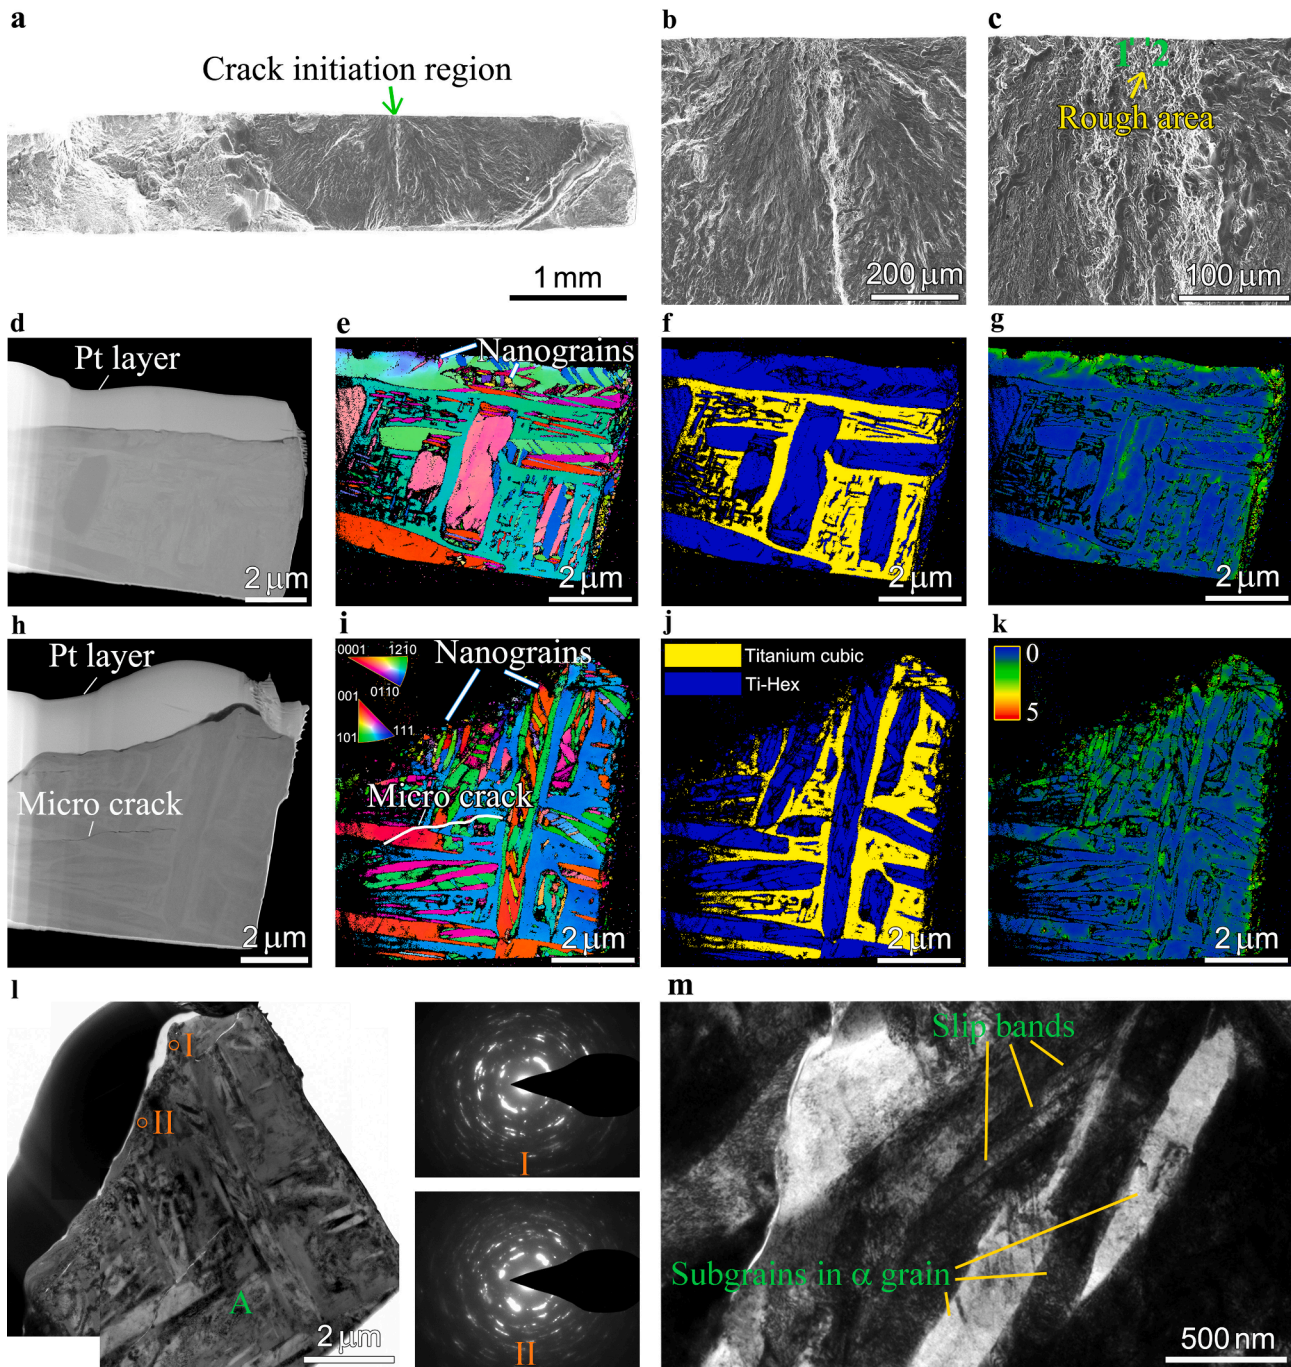 a
Crack initiation region
1 mm
b
200 μm
c
1 2
Rough area
100 μm
d
Pt layer
2 μm
e
Nanograins
2 μm
f
2 μm
g
2 μm
h
Pt layer
Micro crack
2 μm
i
Nanograins
0001 1210
0110
001
101 111
Micro crack
2 μm
j
Titanium cubic
Ti-Hex
2 μm
k
0
5
2 μm
l
I
II
A
2 μm
I
II
m
Slip bands
Subgrains in α grain
500 nm